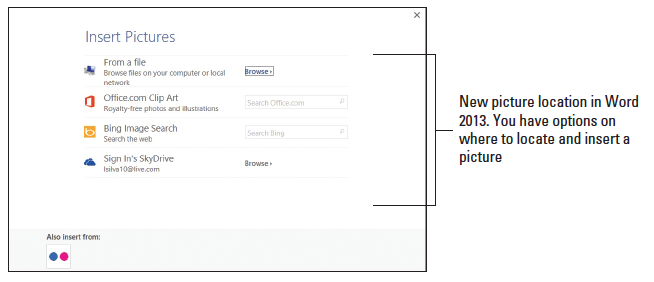 Insert Pictures
From a file
Browse files on your computer or local
network
Browse
Office.com Clip Art
Royalty-free photos and illustrations
Search Office.com
Bing Image Search
Search the web
Search Bing
Sign In's SkyDrive
lsilva10@live.com
Browse
Also insert from:
New picture location in Word
2013. You have options on
where to locate and insert a
picture